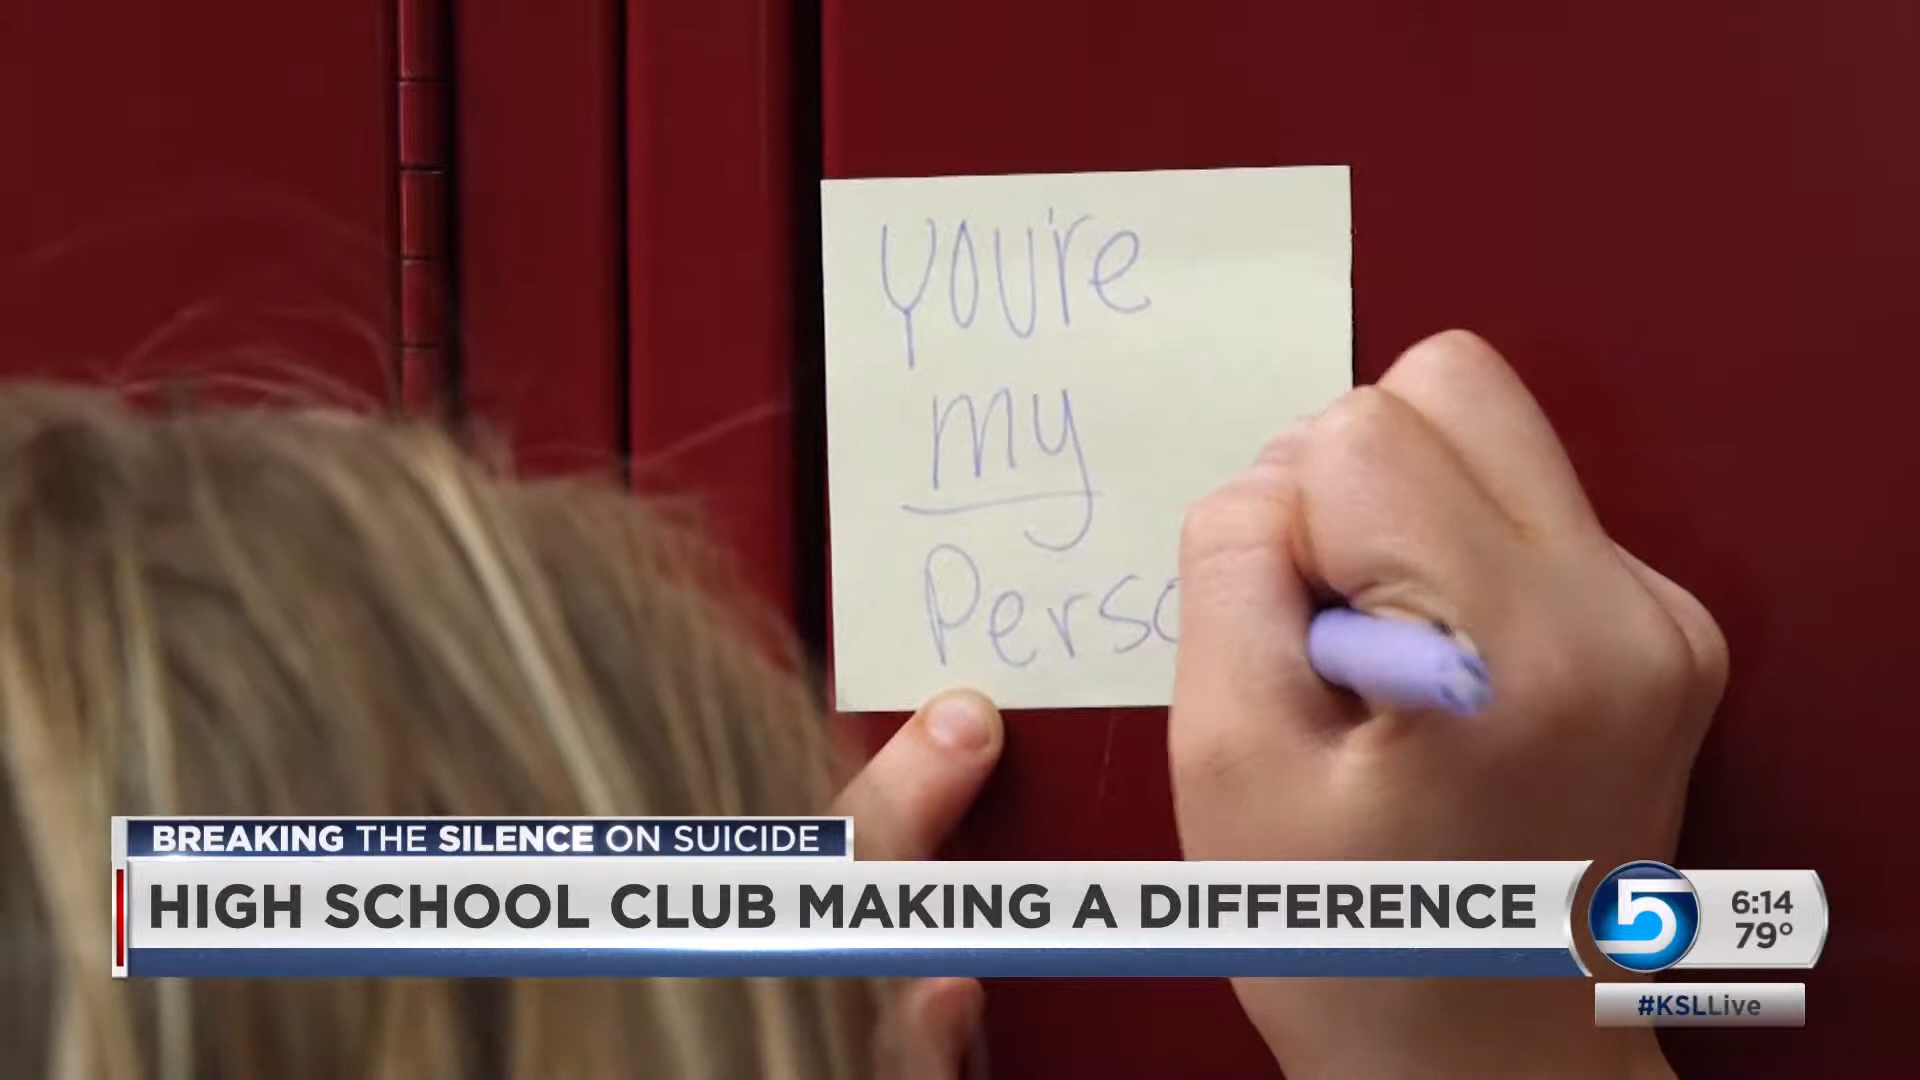 you're
my
Perso
BREAKING THE SILENCE ON SUICIDE
HIGH SCHOOL CLUB MAKING A DIFFERENCE
5
6:14
79°
#KSLLive